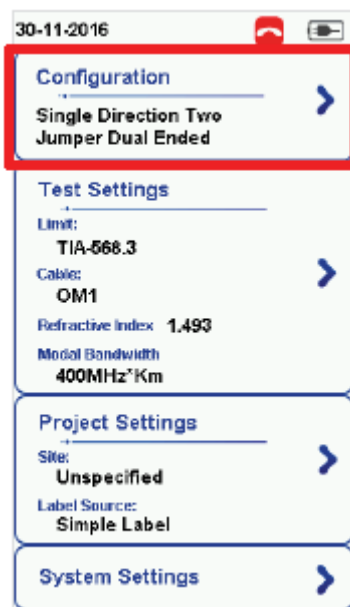 30-11-2016
Configuration
Single Direction Two
Jumper Dual Ended
Test Settings
Limit:
TIA-568.3
Cable:
OM1
Refractive Index 1.493
Modal Bandwidth
400MHz*Km
Project Settings
Site:
Unspecified
Label Source:
Simple Label
System Settings